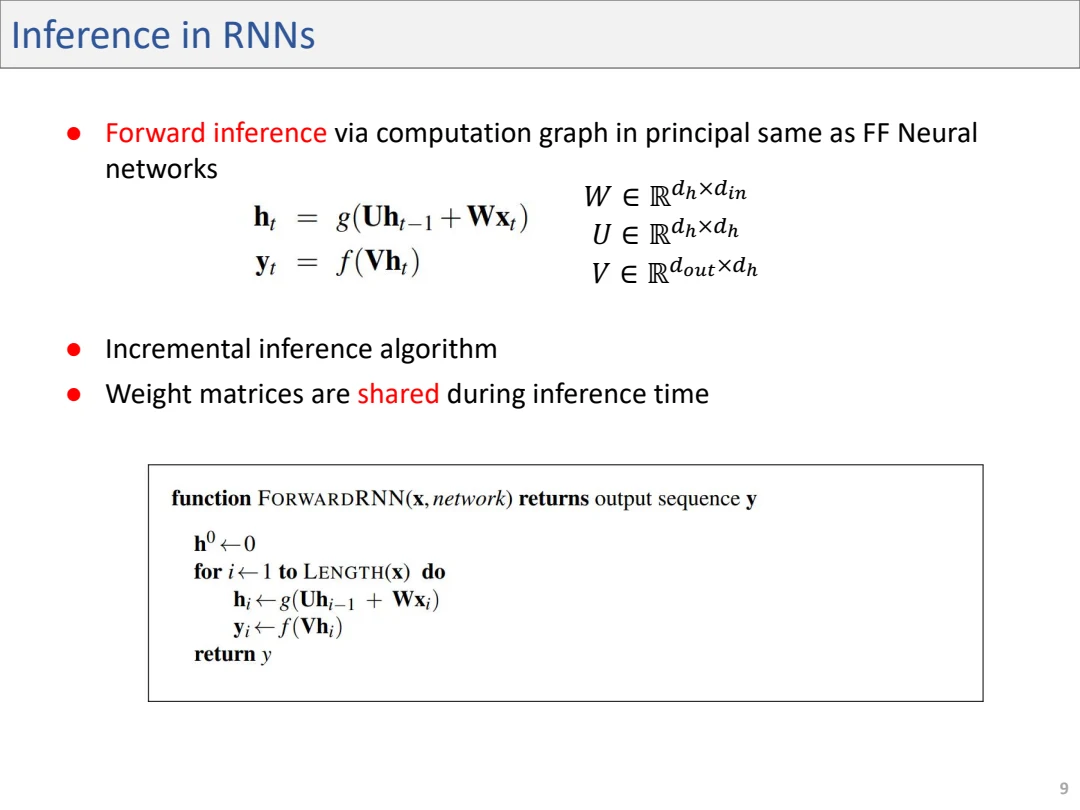 Inference in RNNs
● Forward inference via computation graph in principal same as FF Neural
networks
h_t = g(Uh_{t−1} + Wx_t)
y_t = f(Vh_t)
W ∈ ℝ^{d_h×d_in}
U ∈ ℝ^{d_h×d_h}
V ∈ ℝ^{d_out×d_h}
● Incremental inference algorithm
● Weight matrices are shared during inference time
function FORWARDRNN(x, network) returns output sequence y
h^0 ← 0
for i ← 1 to LENGTH(x) do
h_i ← g(Uh_{i−1} + Wx_i)
y_i ← f(Vh_i)
return y
9